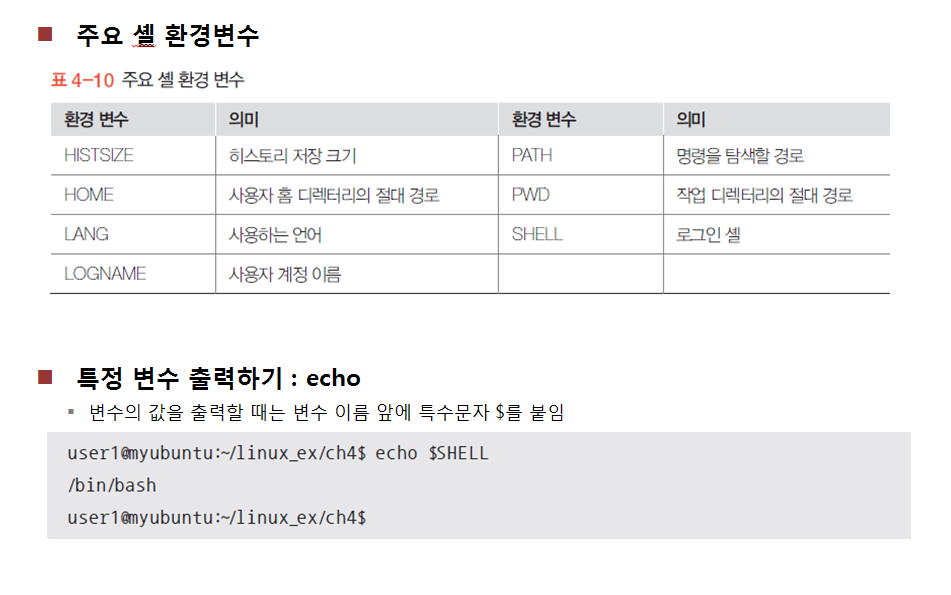 주요 셸 환경변수
표 4-10 주요 셸 환경 변수
환경 변수 의미 환경 변수 의미
HISTSIZE 히스토리 저장 크기 PATH 명령을 탐색할 경로
HOME 사용자 홈 디렉터리의 절대 경로 PWD 작업 디렉터리의 절대 경로
LANG 사용하는 언어 SHELL 로그인 셸
LOGNAME 사용자 계정 이름
특정 변수 출력하기 : echo
변수의 값을 출력할 때는 변수 이름 앞에 특수문자 $를 붙임
user1@myubuntu:~/linux_ex/ch4$ echo $SHELL
/bin/bash
user1@myubuntu:~/linux_ex/ch4$